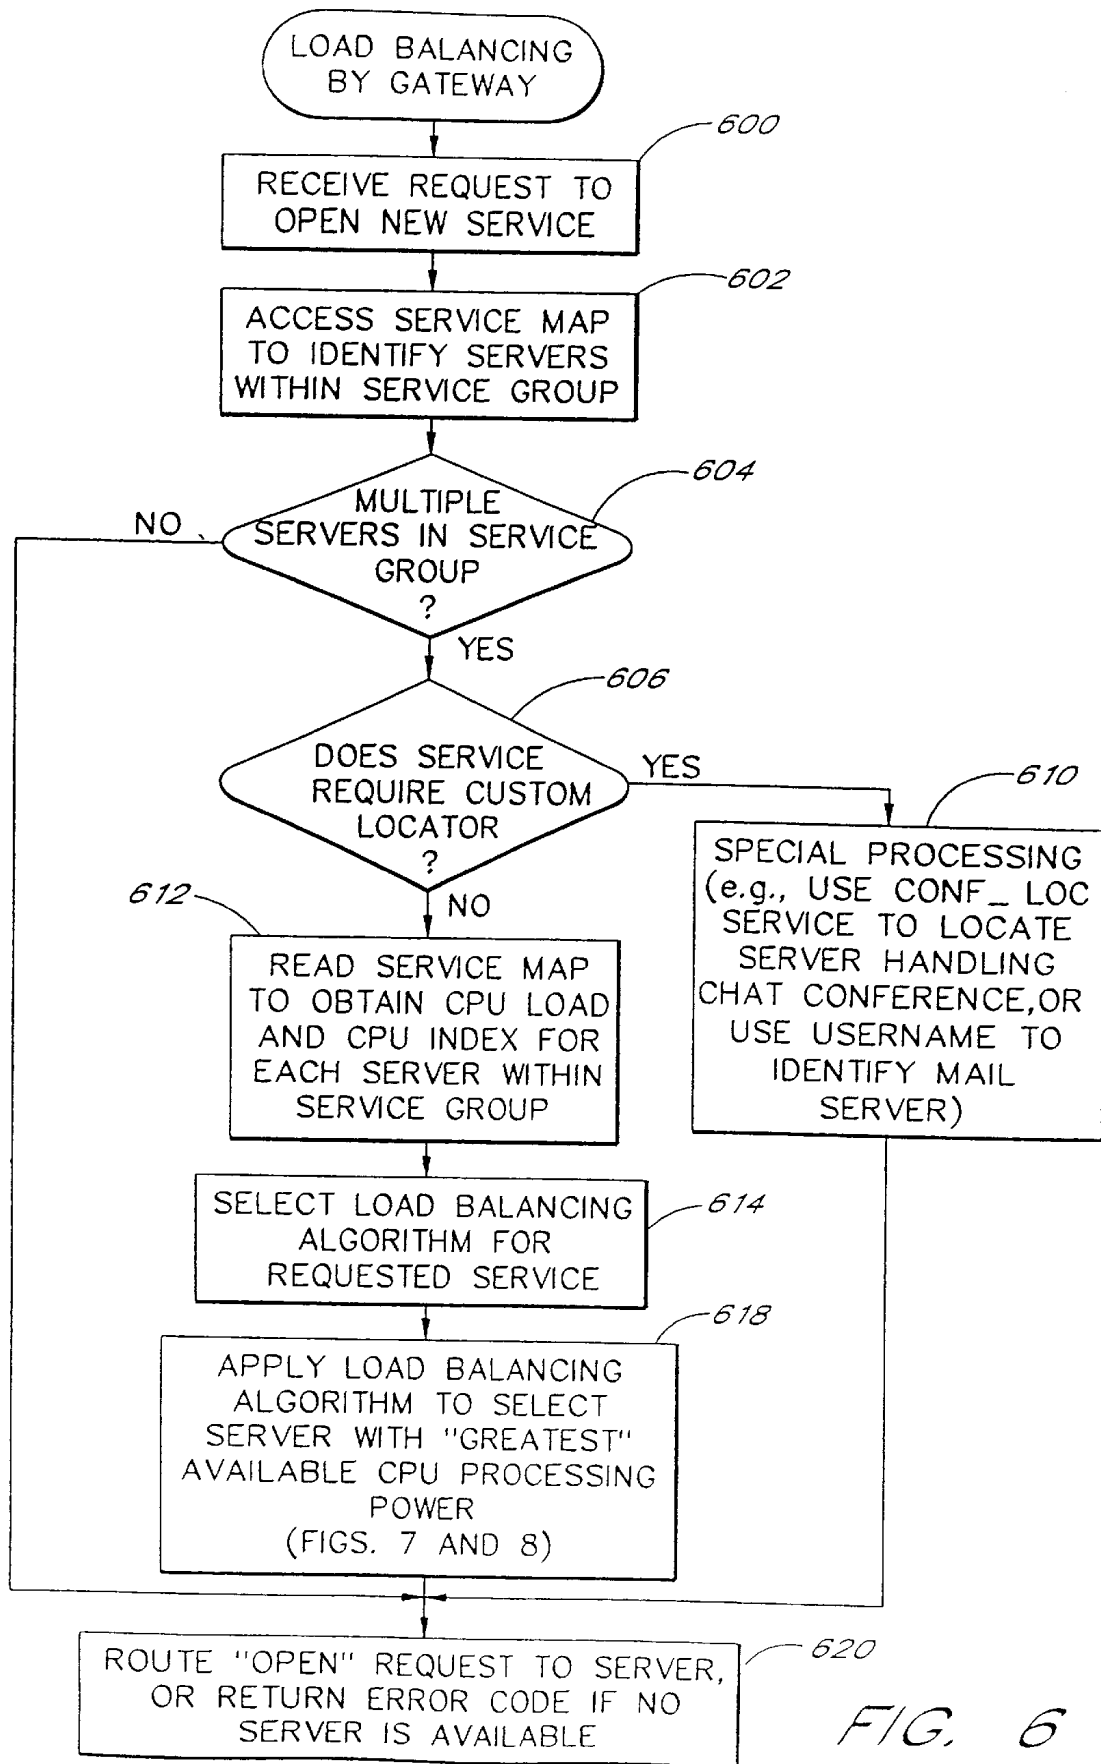 LOAD BALANCING
BY GATEWAY
600
RECEIVE REQUEST TO
OPEN NEW SERVICE
602
ACCESS SERVICE MAP
TO IDENTIFY SERVERS
WITHIN SERVICE GROUP
604
MULTIPLE
SERVERS IN SERVICE
GROUP
?
NO
YES
606
DOES SERVICE
REQUIRE CUSTOM
LOCATOR
?
YES
NO
610
SPECIAL PROCESSING
(e.g., USE CONF_ LOC
SERVICE TO LOCATE
SERVER HANDLING
CHAT CONFERENCE,OR
USE USERNAME TO
IDENTIFY MAIL
SERVER)
612
READ SERVICE MAP
TO OBTAIN CPU LOAD
AND CPU INDEX FOR
EACH SERVER WITHIN
SERVICE GROUP
614
SELECT LOAD BALANCING
ALGORITHM FOR
REQUESTED SERVICE
618
APPLY LOAD BALANCING
ALGORITHM TO SELECT
SERVER WITH "GREATEST"
AVAILABLE CPU PROCESSING
POWER
(FIGS. 7 AND 8)
620
ROUTE "OPEN" REQUEST TO SERVER,
OR RETURN ERROR CODE IF NO
SERVER IS AVAILABLE
FIG. 6